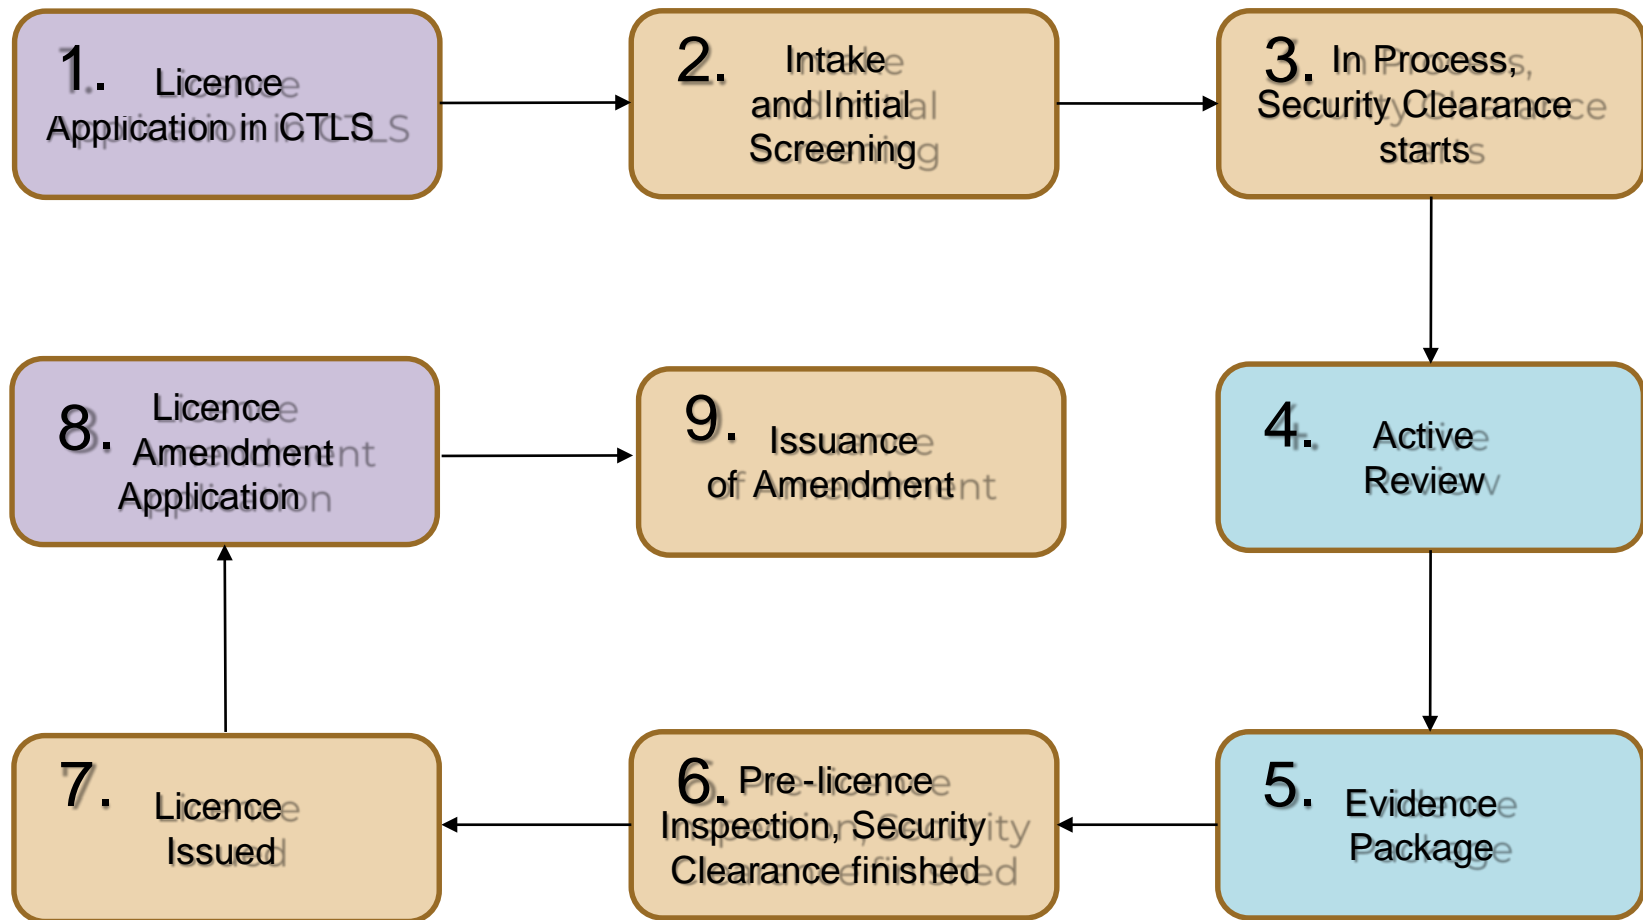 1. Licence
Application in CTLS
2. Intake
and Initial
Screening
3. In Process,
Security Clearance
starts
4. Active
Review
5. Evidence
Package
6. Pre-licence
Inspection, Security
Clearance finished
7. Licence
Issued
8. Licence
Amendment
Application
9. Issuance
of Amendment